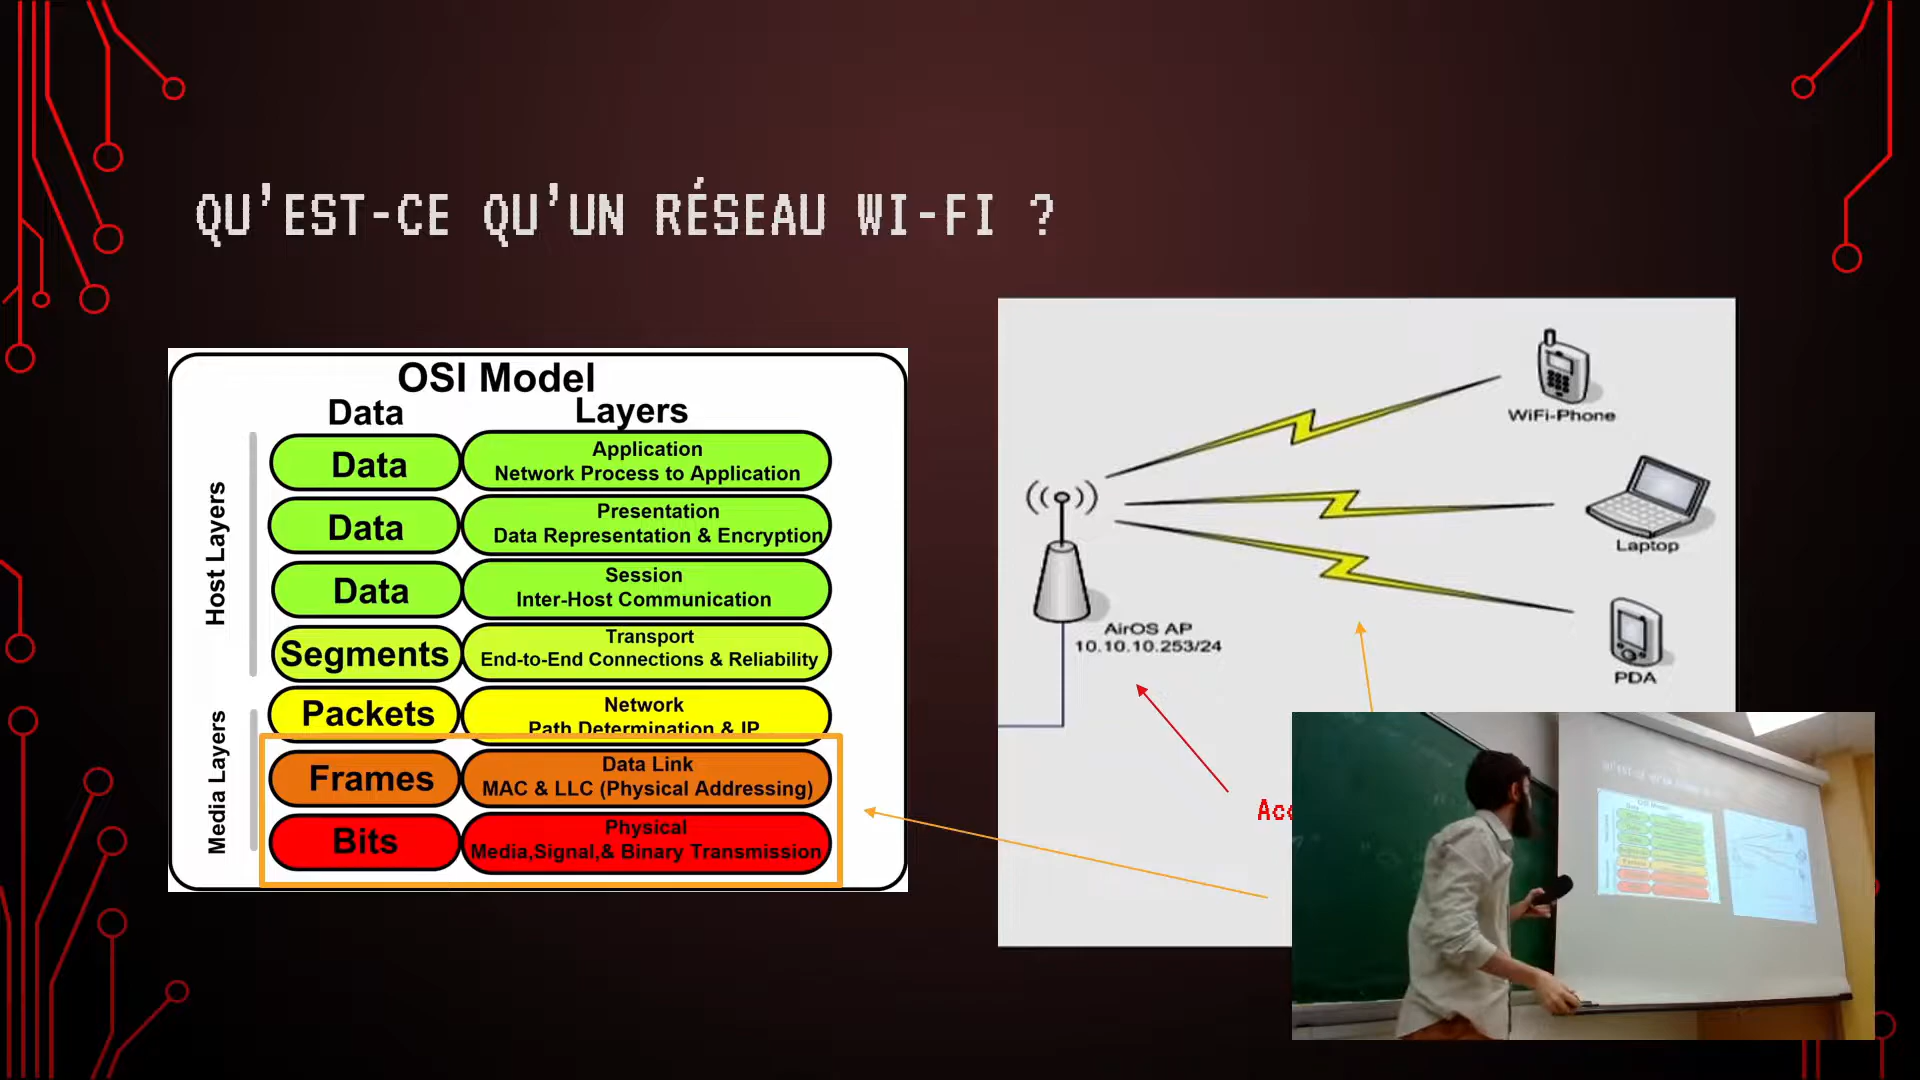 QU'EST-CE QU'UN RÉSEAU WI-FI ?
OSI Model
Data Layers
Host Layers
Data
Application
Network Process to Application
Data
Presentation
Data Representation & Encryption
Data
Session
Inter-Host Communication
Segments
Transport
End-to-End Connections & Reliability
Media Layers
Packets
Network
Path Determination & IP
Frames
Data Link
MAC & LLC (Physical Addressing)
Bits
Physical
Media,Signal,& Binary Transmission
WiFi-Phone
Laptop
AirOS AP
10.10.10.253/24
PDA